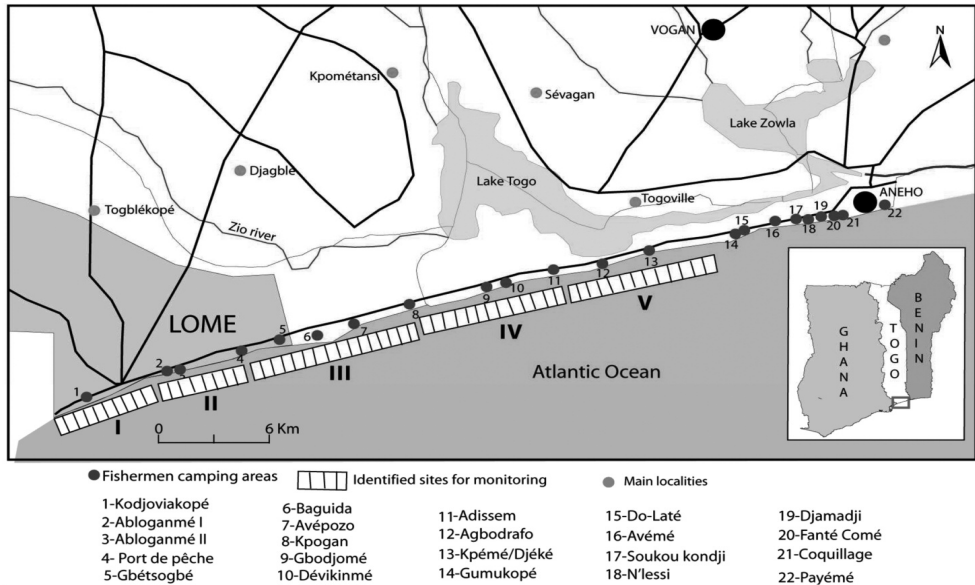 VOGAN
N
Kpométansi
Sévagan
Lake Zowla
Djagblé
Lake Togo
Togoville
ANEHO
Togblékopé
Zio river
22
21
20
19
18
17
16
15
14
13
12
11
10
9
8
7
6
5
4
3
2
1
LOME
I
II
III
IV
V
Atlantic Ocean
0 6 Km
GHANA
TOGO
BENIN
Fishermen camping areas
Identified sites for monitoring
Main localities
1-Kodjoviakopé
2-Abloganmé I
3-Abloganmé II
4- Port de pêche
5-Gbétsogbé
6-Baguida
7-Avépozo
8-Kpogan
9-Gbodjomé
10-Dévikinmé
11-Adissem
12-Agbodrafo
13-Kpémé/Djéké
14-Gumukopé
15-Do-Laté
16-Avémé
17-Soukou kondji
18-N'lessi
19-Djamadji
20-Fanté Comé
21-Coquillage
22-Payémé